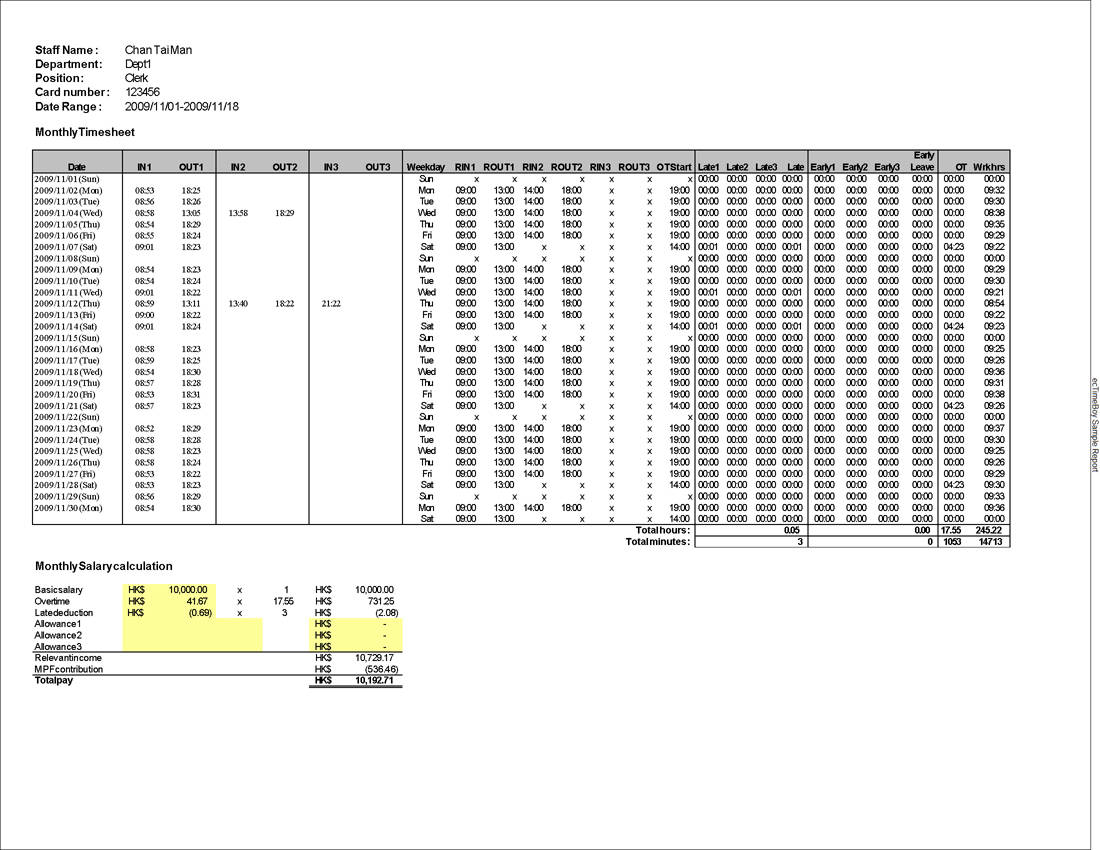 Staff Name : Chan Tai Man
Department : Dept1
Position : Clerk
Card number : 123456
Date Range : 2009/11/01-2009/11/18
Monthly Timesheet
Early
Date IN1 OUT1 IN2 OUT2 IN3 OUT3 Weekday RIN1 ROUT1 RIN2 ROUT2 RIN3 ROUT3 OTStart Late1 Late2 Late3 Late Early1 Early2 Early3 Leave OT Wrkhrs
2009/11/01 (Sun) Sun x x x x x x x 00:00 00:00 00:00 00:00 00:00 00:00 00:00 00:00 00:00 00:00
2009/11/02 (Mon) 08:53 18:25 Mon 09:00 13:00 14:00 18:00 x x 19:00 00:00 00:00 00:00 00:00 00:00 00:00 00:00 00:00 00:00 09:32
2009/11/03 (Tue) 08:56 18:26 Tue 09:00 13:00 14:00 18:00 x x 19:00 00:00 00:00 00:00 00:00 00:00 00:00 00:00 00:00 00:00 09:30
2009/11/04 (Wed) 08:58 13:05 13:58 18:29 Wed 09:00 13:00 14:00 18:00 x x 19:00 00:00 00:00 00:00 00:00 00:00 00:00 00:00 00:00 00:00 08:38
2009/11/05 (Thu) 08:54 18:29 Thu 09:00 13:00 14:00 18:00 x x 19:00 00:00 00:00 00:00 00:00 00:00 00:00 00:00 00:00 00:00 09:35
2009/11/06 (Fri) 08:55 18:24 Fri 09:00 13:00 14:00 18:00 x x 19:00 00:00 00:00 00:00 00:00 00:00 00:00 00:00 00:00 00:00 09:29
2009/11/07 (Sat) 09:01 18:23 Sat 09:00 13:00 x x x x 14:00 00:01 00:00 00:00 00:01 00:00 00:00 00:00 00:00 04:23 09:22
2009/11/08 (Sun) Sun x x x x x x x 00:00 00:00 00:00 00:00 00:00 00:00 00:00 00:00 00:00 00:00
2009/11/09 (Mon) 08:54 18:23 Mon 09:00 13:00 14:00 18:00 x x 19:00 00:00 00:00 00:00 00:00 00:00 00:00 00:00 00:00 00:00 09:29
2009/11/10 (Tue) 08:54 18:24 Tue 09:00 13:00 14:00 18:00 x x 19:00 00:00 00:00 00:00 00:00 00:00 00:00 00:00 00:00 00:00 09:30
2009/11/11 (Wed) 09:01 18:22 Wed 09:00 13:00 14:00 18:00 x x 19:00 00:01 00:00 00:00 00:01 00:00 00:00 00:00 00:00 00:00 09:21
2009/11/12 (Thu) 08:59 13:11 13:40 18:22 21:22 Thu 09:00 13:00 14:00 18:00 x x 19:00 00:00 00:00 00:00 00:00 00:00 00:00 00:00 00:00 00:00 08:54
2009/11/13 (Fri) 09:00 18:22 Fri 09:00 13:00 14:00 18:00 x x 19:00 00:00 00:00 00:00 00:00 00:00 00:00 00:00 00:00 00:00 09:22
2009/11/14 (Sat) 09:01 18:24 Sat 09:00 13:00 x x x x 14:00 00:01 00:00 00:00 00:01 00:00 00:00 00:00 00:00 04:24 09:23
2009/11/15 (Sun) Sun x x x x x x x 00:00 00:00 00:00 00:00 00:00 00:00 00:00 00:00 00:00 00:00
2009/11/16 (Mon) 08:58 18:23 Mon 09:00 13:00 14:00 18:00 x x 19:00 00:00 00:00 00:00 00:00 00:00 00:00 00:00 00:00 00:00 09:25
2009/11/17 (Tue) 08:59 18:25 Tue 09:00 13:00 14:00 18:00 x x 19:00 00:00 00:00 00:00 00:00 00:00 00:00 00:00 00:00 00:00 09:26
2009/11/18 (Wed) 08:54 18:30 Wed 09:00 13:00 14:00 18:00 x x 19:00 00:00 00:00 00:00 00:00 00:00 00:00 00:00 00:00 00:00 09:36
2009/11/19 (Thu) 08:57 18:28 Thu 09:00 13:00 14:00 18:00 x x 19:00 00:00 00:00 00:00 00:00 00:00 00:00 00:00 00:00 00:00 09:31
2009/11/20 (Fri) 08:53 18:31 Fri 09:00 13:00 14:00 18:00 x x 19:00 00:00 00:00 00:00 00:00 00:00 00:00 00:00 00:00 00:00 09:38
2009/11/21 (Sat) 08:57 18:23 Sat 09:00 13:00 x x x x 14:00 00:00 00:00 00:00 00:00 00:00 00:00 00:00 00:00 04:23 09:26
2009/11/22 (Sun) Sun x x x x x x x 00:00 00:00 00:00 00:00 00:00 00:00 00:00 00:00 00:00 00:00
2009/11/23 (Mon) 08:52 18:29 Mon 09:00 13:00 14:00 18:00 x x 19:00 00:00 00:00 00:00 00:00 00:00 00:00 00:00 00:00 00:00 09:37
2009/11/24 (Tue) 08:58 18:28 Tue 09:00 13:00 14:00 18:00 x x 19:00 00:00 00:00 00:00 00:00 00:00 00:00 00:00 00:00 00:00 09:30
2009/11/25 (Wed) 08:58 18:23 Wed 09:00 13:00 14:00 18:00 x x 19:00 00:00 00:00 00:00 00:00 00:00 00:00 00:00 00:00 00:00 09:25
2009/11/26 (Thu) 08:58 18:24 Thu 09:00 13:00 14:00 18:00 x x 19:00 00:00 00:00 00:00 00:00 00:00 00:00 00:00 00:00 00:00 09:26
2009/11/27 (Fri) 08:53 18:22 Fri 09:00 13:00 14:00 18:00 x x 19:00 00:00 00:00 00:00 00:00 00:00 00:00 00:00 00:00 00:00 09:29
2009/11/28 (Sat) 08:53 18:23 Sat 09:00 13:00 x x x x 14:00 00:00 00:00 00:00 00:00 00:00 00:00 00:00 00:00 04:23 09:30
2009/11/29 (Sun) 08:56 18:29 Sun x x x x x x x 00:00 00:00 00:00 00:00 00:00 00:00 00:00 00:00 00:00 09:33
2009/11/30 (Mon) 08:54 18:30 Mon 09:00 13:00 14:00 18:00 x x 19:00 00:00 00:00 00:00 00:00 00:00 00:00 00:00 00:00 00:00 09:36
Sat 09:00 13:00 x x x x 14:00 00:00 00:00 00:00 00:00 00:00 00:00 00:00 00:00 00:00 00:00
Total hours : 0.05 0.00 17.55 245.22
Total minutes : 3 0 1053 14713
Monthly Salary calculation
Basic salary HK$ 10,000.00 x 1 HK$ 10,000.00
Overtime HK$ 41.67 x 17.55 HK$ 731.25
Late deduction HK$ (0.69) x 3 HK$ (2.08)
Allowance1 HK$ -
Allowance2 HK$ -
Allowance3 HK$ -
Relevant income HK$ 10,729.17
MPF contribution HK$ (536.46)
Total pay HK$ 10,192.71
ecTimeBoy Sample Report